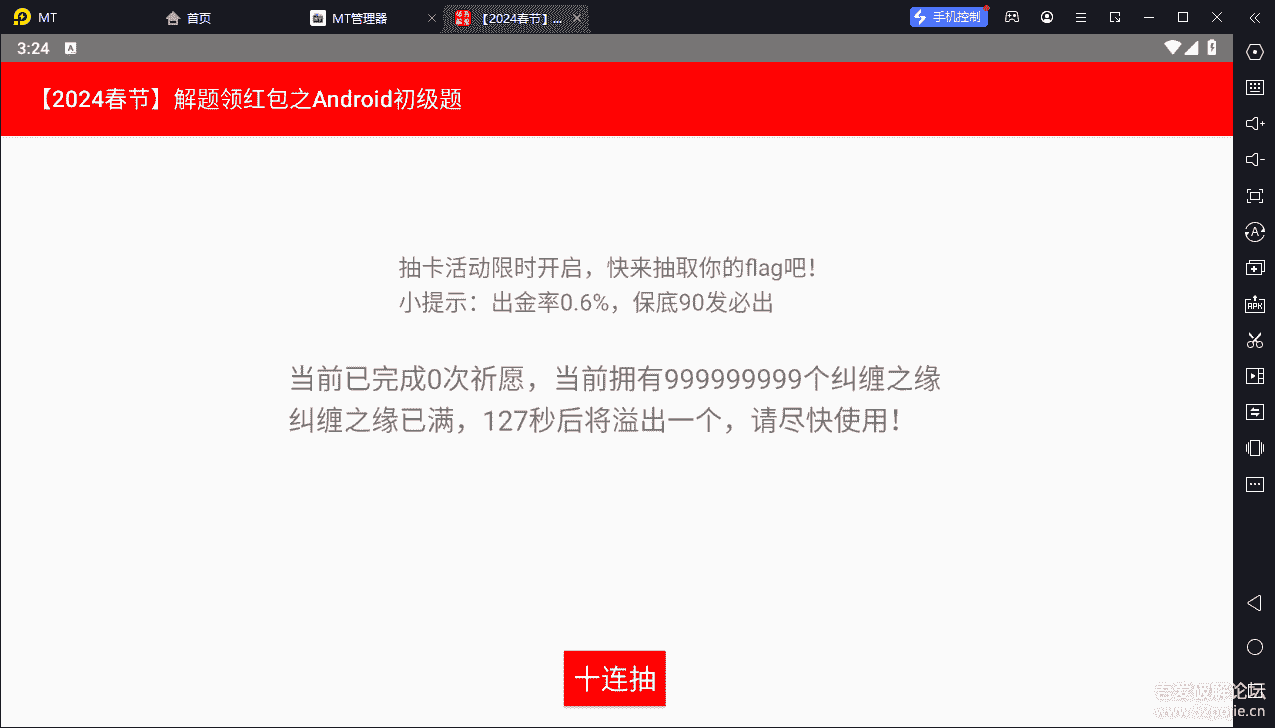 MT
首页
MT管理器
【2024春节】...
手机控制
3:24
【2024春节】解题领红包之Android初级题
抽卡活动限时开启，快来抽取你的flag吧！
小提示：出金率0.6%，保底90发必出
当前已完成0次祈愿，当前拥有999999999个纠缠之缘
纠缠之缘已满，127秒后将溢出一个，请尽快使用！
十连抽
吾爱破解论坛
www.52pojie.cn